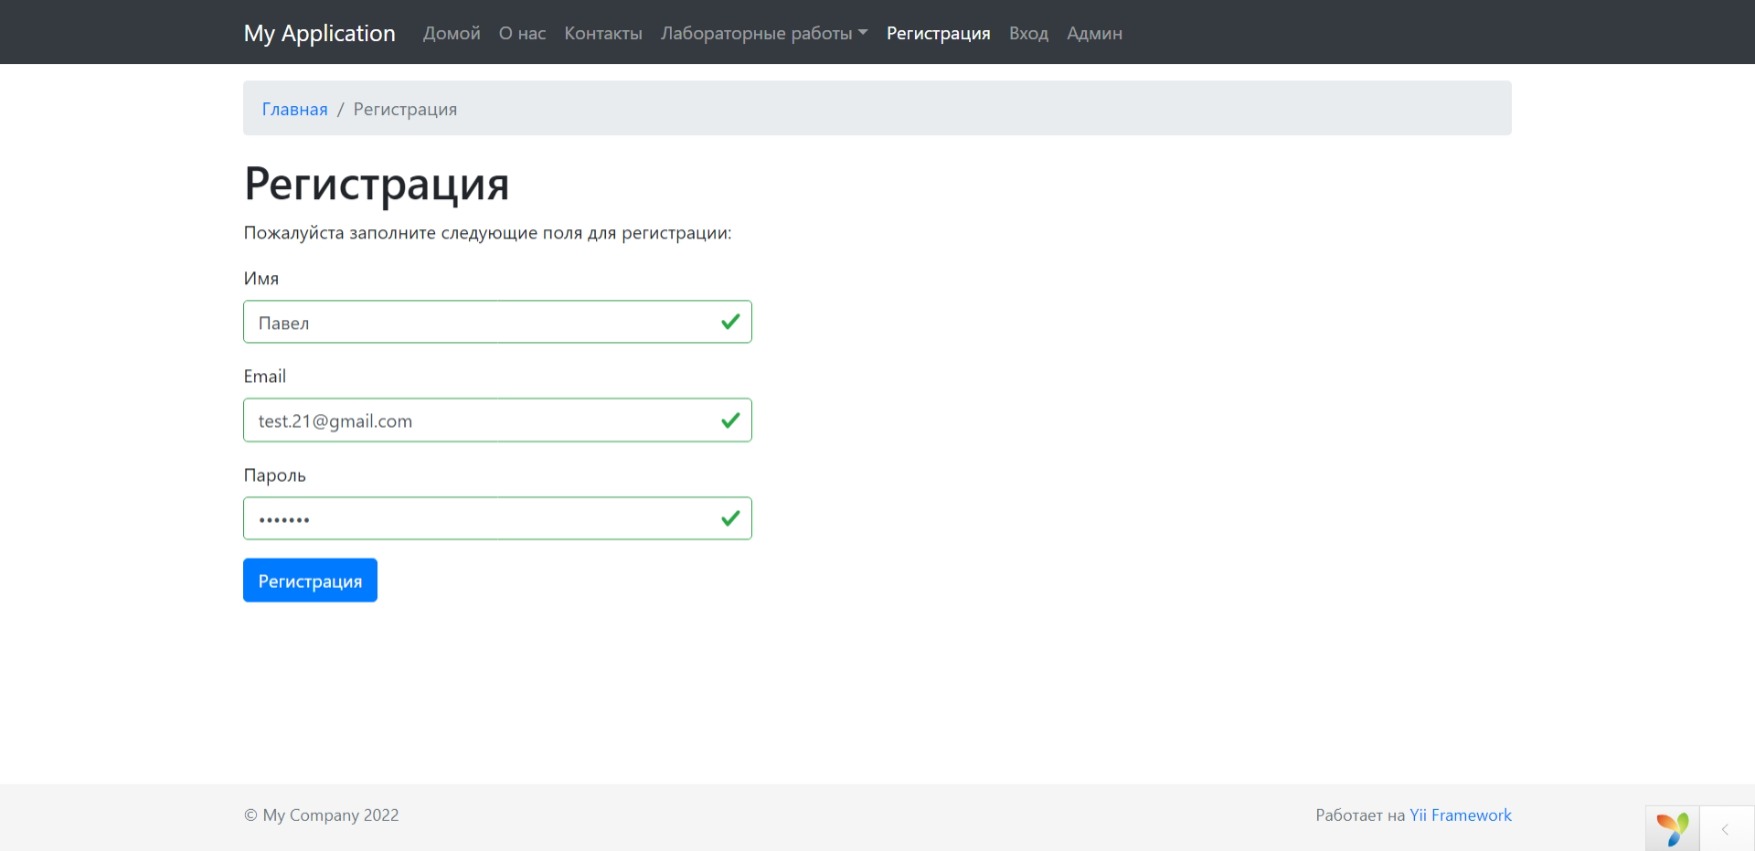 My Application Домой О нас Контакты Лабораторные работы Регистрация Вход Админ
Главная / Регистрация
Регистрация
Пожалуйста заполните следующие поля для регистрации:
Имя
Павел
Email
test.21@gmail.com
Пароль
•••••••
Регистрация
© My Company 2022 Работает на Yii Framework